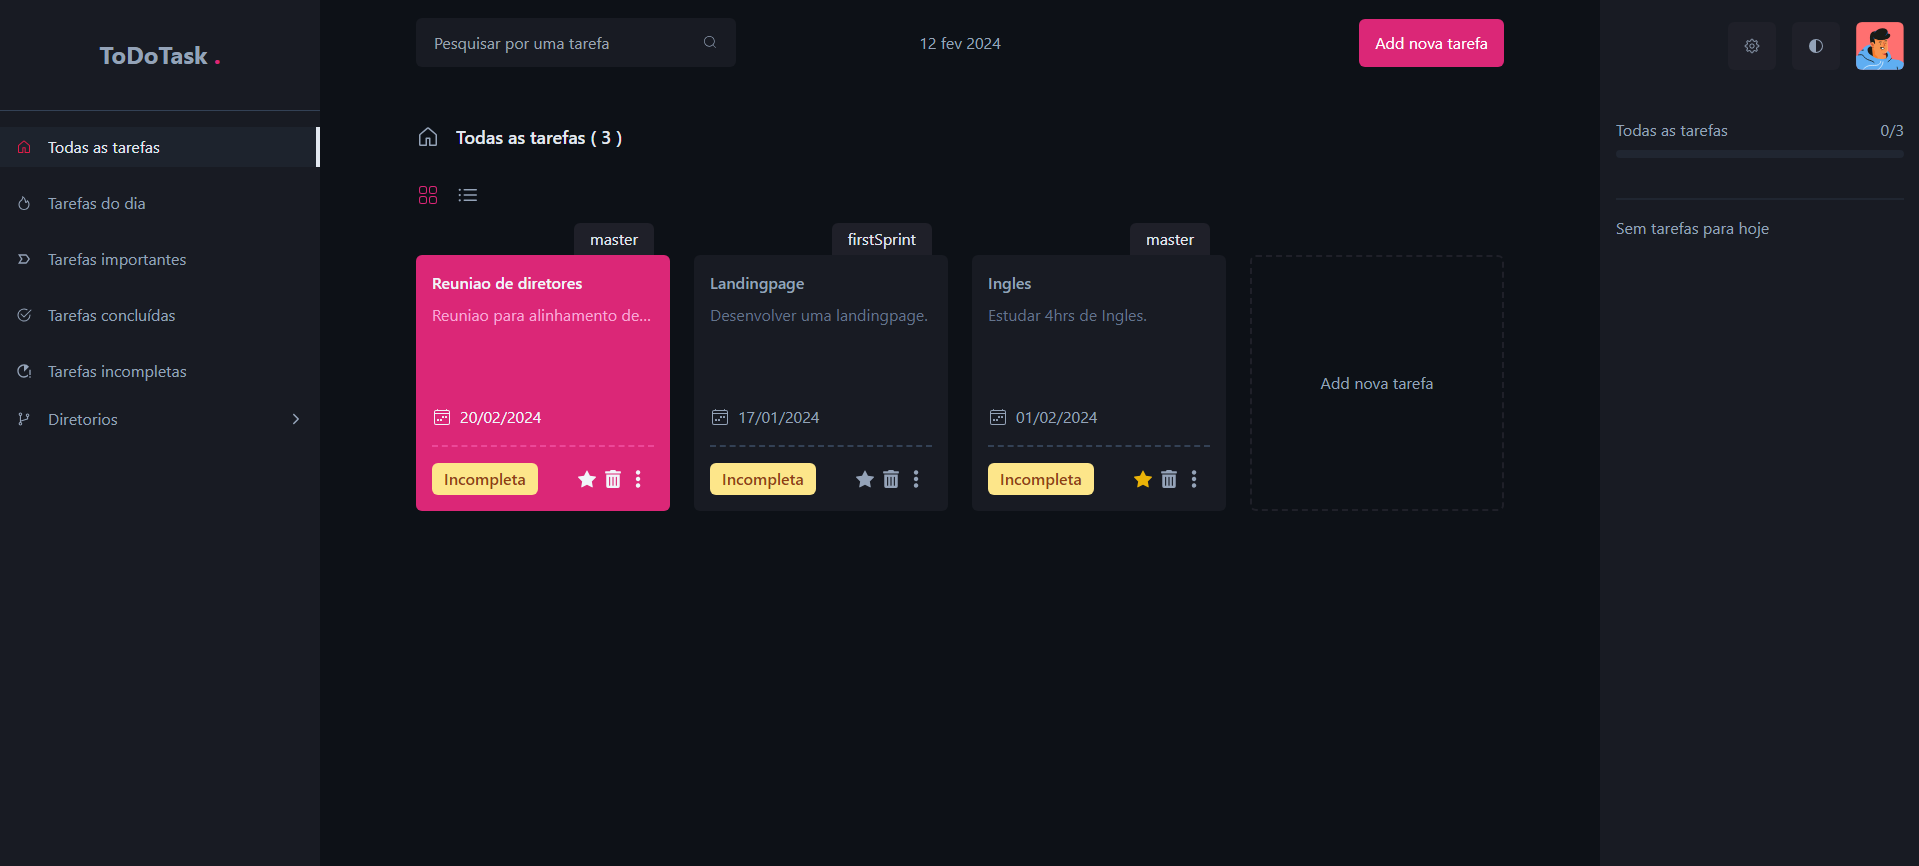 ToDoTask .
Todas as tarefas
Tarefas do dia
Tarefas importantes
Tarefas concluídas
Tarefas incompletas
Diretorios
Pesquisar por uma tarefa
12 fev 2024
Add nova tarefa
Todas as tarefas ( 3 )
master
Reuniao de diretores
Reuniao para alinhamento de...
20/02/2024
Incompleta
firstSprint
Landingpage
Desenvolver uma landingpage.
17/01/2024
Incompleta
master
Ingles
Estudar 4hrs de Ingles.
01/02/2024
Incompleta
Add nova tarefa
Todas as tarefas 0/3
Sem tarefas para hoje